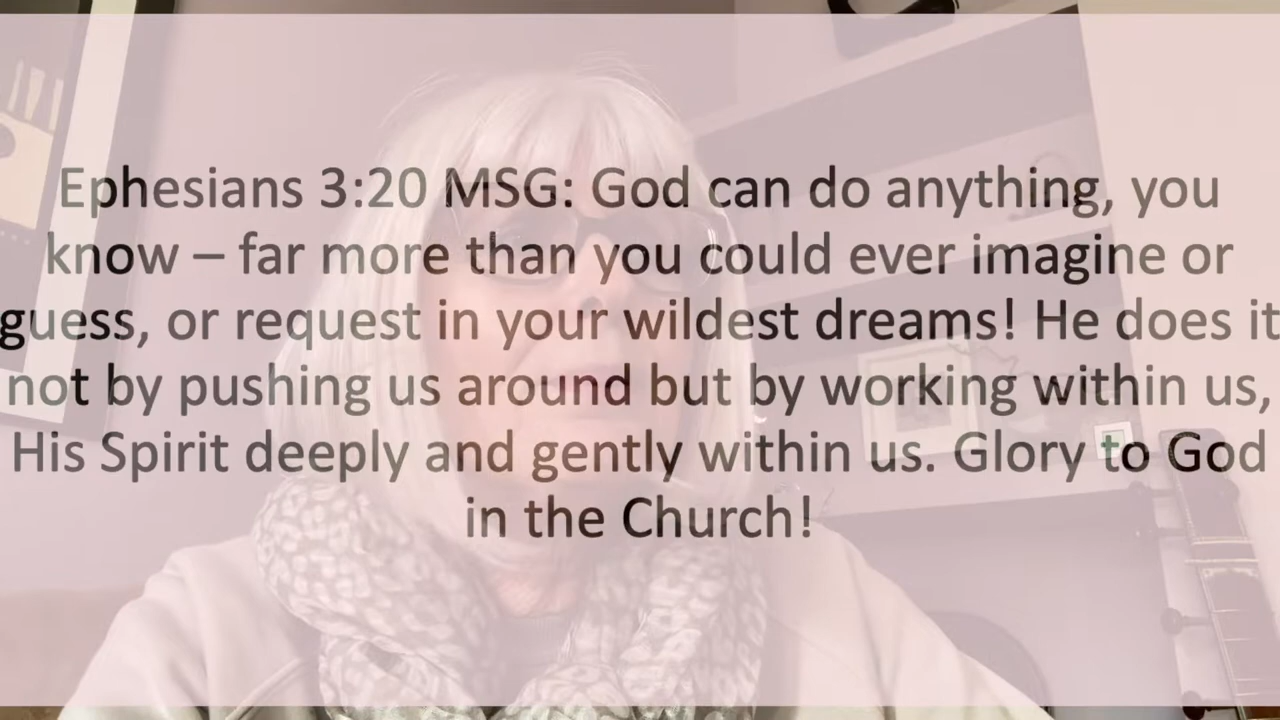 Ephesians 3:20 MSG: God can do anything, you
know – far more than you could ever imagine or
guess, or request in your wildest dreams! He does it
not by pushing us around but by working within us,
His Spirit deeply and gently within us. Glory to God
in the Church!